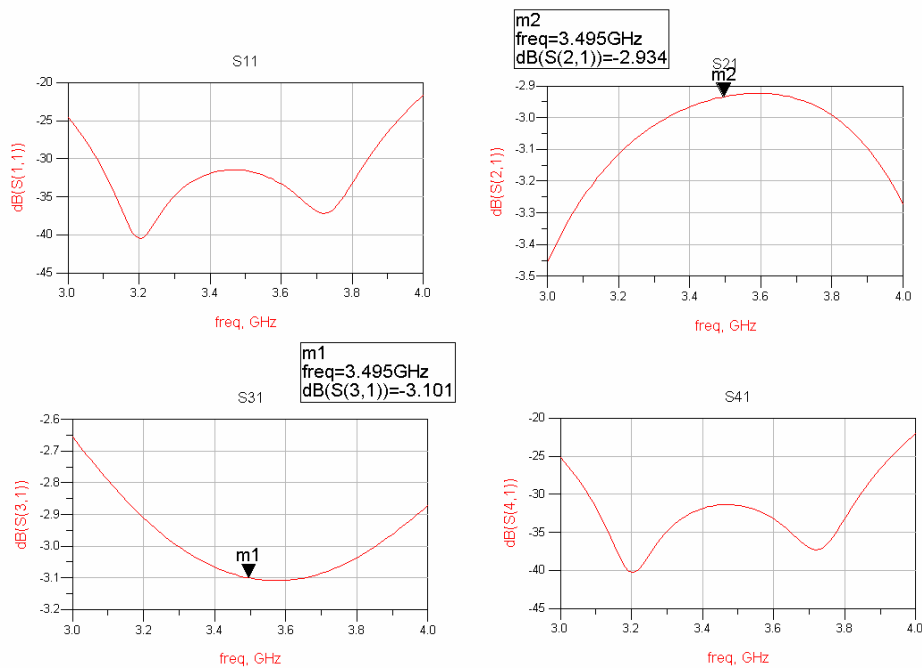 m2
freq=3.495GHz
dB(S(2,1))=-2.934
S11
-20
-25
-30
-35
-40
-45
3.0
3.2
3.4
3.6
3.8
4.0
dB(S(1,1))
freq, GHz
S21
m2
-2.9
-3.0
-3.1
-3.2
-3.3
-3.4
-3.5
3.0
3.2
3.4
3.6
3.8
4.0
dB(S(2,1))
freq, GHz
m1
freq=3.495GHz
dB(S(3,1))=-3.101
S31
-2.6
-2.7
-2.8
-2.9
-3.0
-3.1
-3.2
m1
3.0
3.2
3.4
3.6
3.8
4.0
dB(S(3,1))
freq, GHz
S41
-20
-25
-30
-35
-40
-45
3.0
3.2
3.4
3.6
3.8
4.0
dB(S(4,1))
freq, GHz